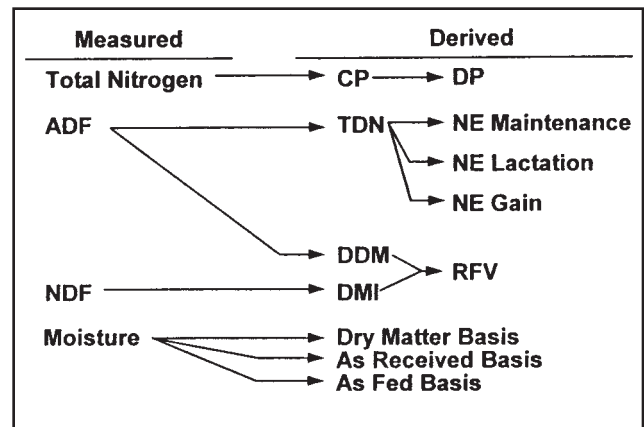 Measured Derived
Total Nitrogen CP DP
ADF TDN NE Maintenance
NE Lactation
NE Gain
DDM
RFV
NDF DMI
Moisture Dry Matter Basis
As Received Basis
As Fed Basis